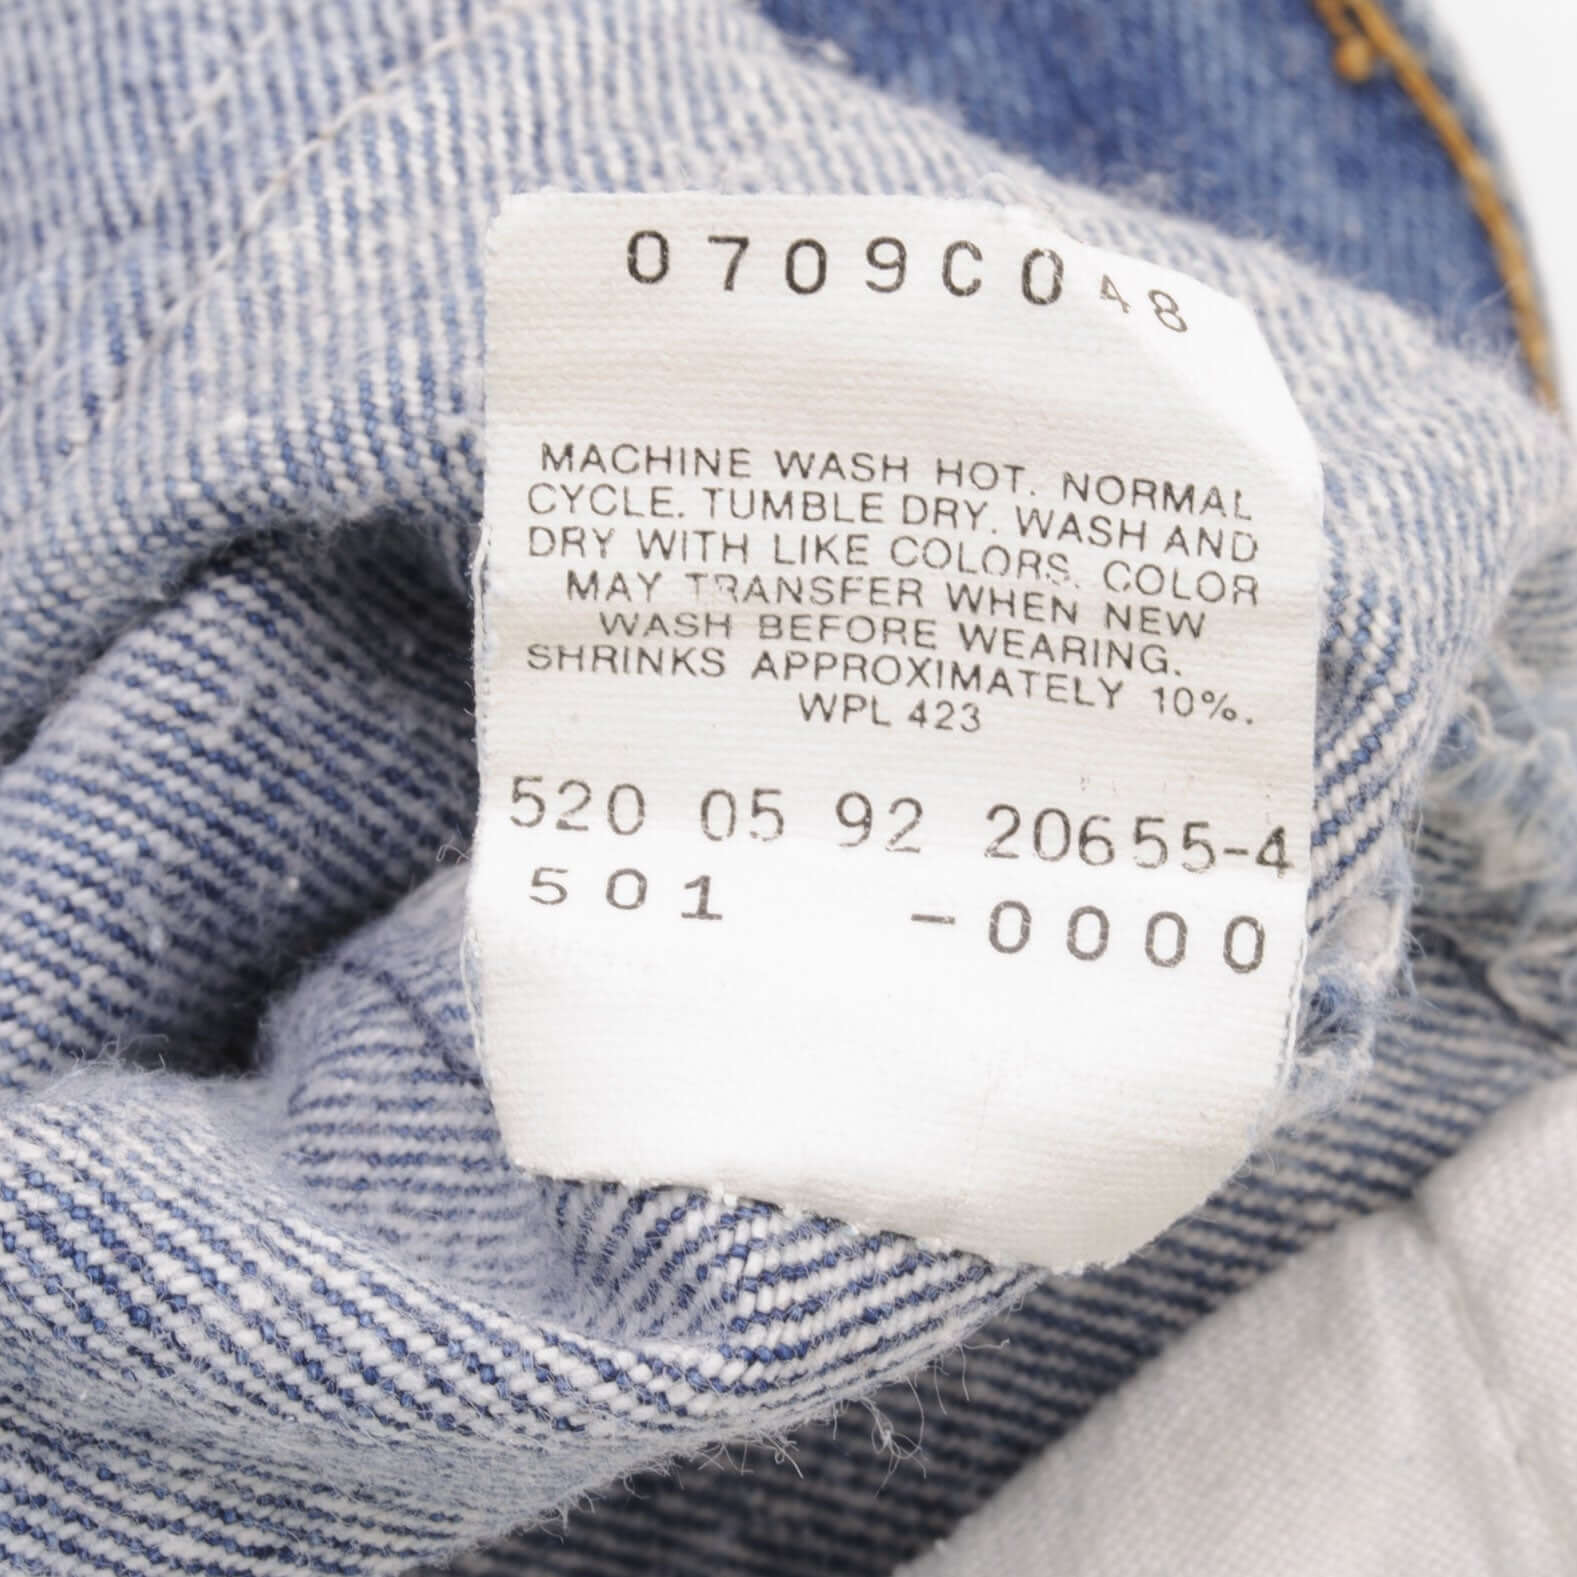 0709C048
MACHINE WASH HOT. NORMAL
CYCLE. TUMBLE DRY. WASH AND
DRY WITH LIKE COLORS. COLOR
MAY TRANSFER WHEN NEW
WASH BEFORE WEARING.
SHRINKS APPROXIMATELY 10%.
WPL 423
520 05 92 20655-4
501 -0000